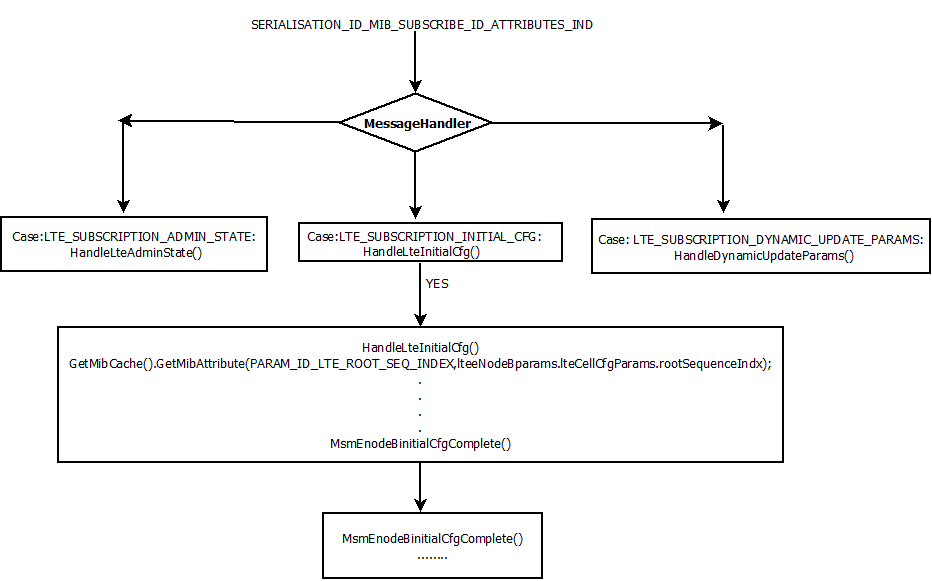 SERIALISATION_ID_MIB_SUBSCRIBE_ID_ATTRIBUTES_IND
MessageHandler
Case:LTE_SUBSCRIPTION_ADMIN_STATE:
HandleLteAdminState()
Case:LTE_SUBSCRIPTION_INITIAL_CFG:
HandleLteInitialCfg()
Case: LTE_SUBSCRIPTION_DYNAMIC_UPDATE_PARAMS:
HandleDynamicUpdateParams()
YES
HandleLteInitialCfg()
GetMibCache().GetMibAttribute(PARAM_ID_LTE_ROOT_SEQ_INDEX,lteeNodeBparams.lteCellCfgParams.rootSequenceIndx);
.
.
.
.
MsmEnodeBinitialCfgComplete()
MsmEnodeBinitialCfgComplete()
........